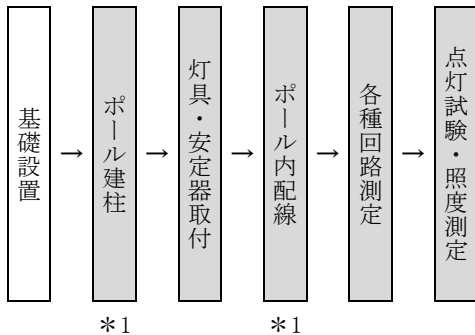 基礎設置
→
ポール建柱
→
灯具・安定器取付
→
ポール内配線
→
各種回路測定
→
点灯試験・照度測定
*1
*1